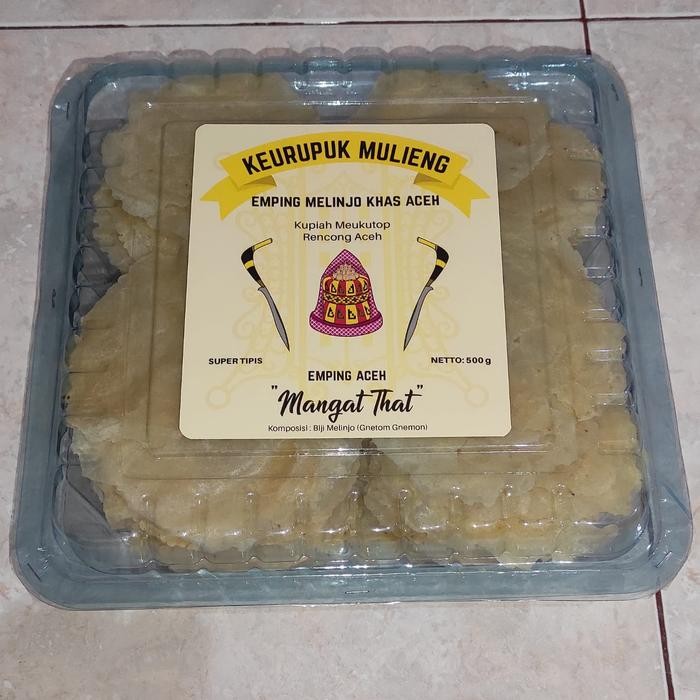 KEURUPUK MULIENG
EMPING MELINJO KHAS ACEH
Kupiah Meukutop
Rencong Aceh
SUPER TIPIS
NETTO: 500 g
EMPING ACEH
"Mangat That"
Komposisi : Biji Melinjo (Gnetom Gnemon)